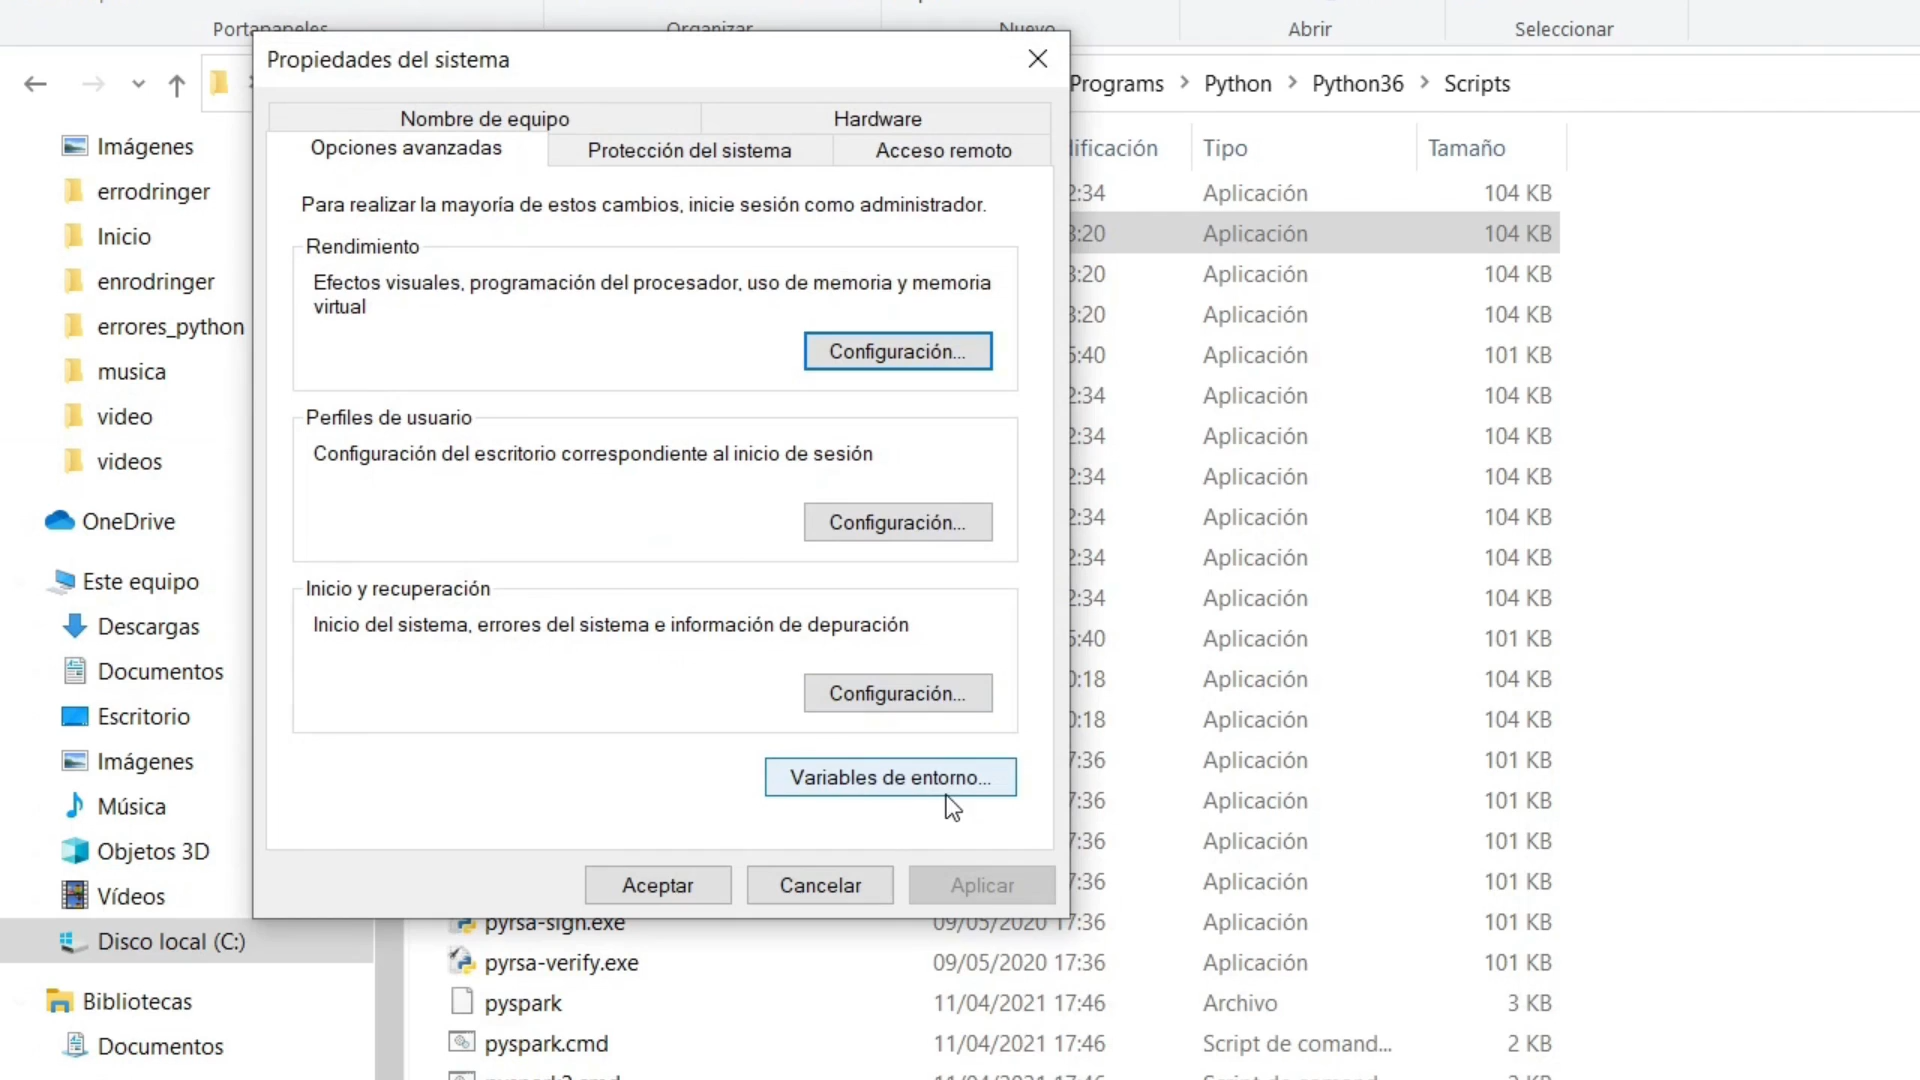 Portapapeles
Organizar
Nuevo
Abrir
Seleccionar
Propiedades del sistema
Programs > Python > Python36 > Scripts
Nombre de equipo
Hardware
Opciones avanzadas
Protección del sistema
Acceso remoto
Para realizar la mayoría de estos cambios, inicie sesión como administrador.
Rendimiento
Efectos visuales, programación del procesador, uso de memoria y memoria
virtual
Configuración...
Perfiles de usuario
Configuración del escritorio correspondiente al inicio de sesión
Configuración...
Inicio y recuperación
Inicio del sistema, errores del sistema e información de depuración
Configuración...
Variables de entorno...
Aceptar
Cancelar
Aplicar
Imágenes
errodringer
Inicio
enrodringer
errores_python
musica
video
videos
OneDrive
Este equipo
Descargas
Documentos
Escritorio
Imágenes
Música
Objetos 3D
Vídeos
Disco local (C:)
Bibliotecas
Documentos
ificación Tipo Tamaño
2:34 Aplicación 104 KB
3:20 Aplicación 104 KB
3:20 Aplicación 104 KB
3:20 Aplicación 104 KB
5:40 Aplicación 101 KB
2:34 Aplicación 104 KB
2:34 Aplicación 104 KB
2:34 Aplicación 104 KB
2:34 Aplicación 104 KB
2:34 Aplicación 104 KB
2:34 Aplicación 104 KB
5:40 Aplicación 101 KB
0:18 Aplicación 104 KB
0:18 Aplicación 104 KB
7:36 Aplicación 101 KB
7:36 Aplicación 101 KB
7:36 Aplicación 101 KB
7:36 Aplicación 101 KB
pyrsa-sign.exe 09/05/2020 17:36 Aplicación 101 KB
pyrsa-verify.exe 09/05/2020 17:36 Aplicación 101 KB
pyspark 11/04/2021 17:46 Archivo 3 KB
pyspark.cmd 11/04/2021 17:46 Script de comand... 2 KB